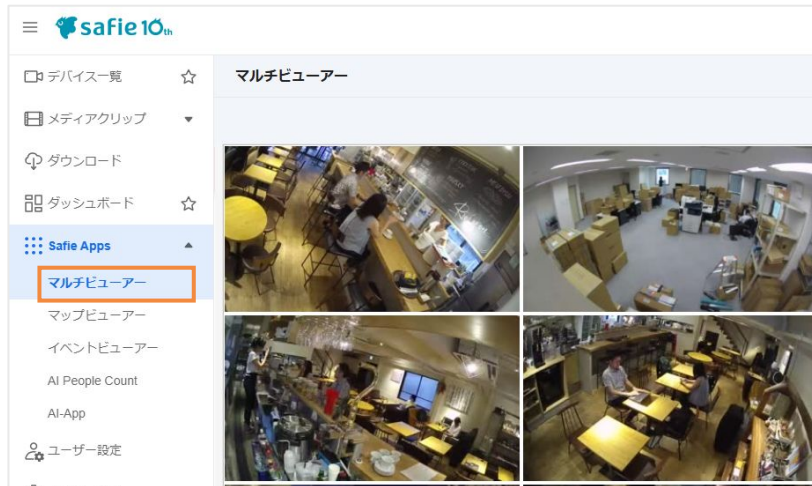 safie 10th
デバイス一覧
マルチビューアー
メディアクリップ
ダウンロード
ダッシュボード
Safie Apps
マルチビューアー
マップビューアー
イベントビューアー
AI People Count
AI-App
ユーザー設定